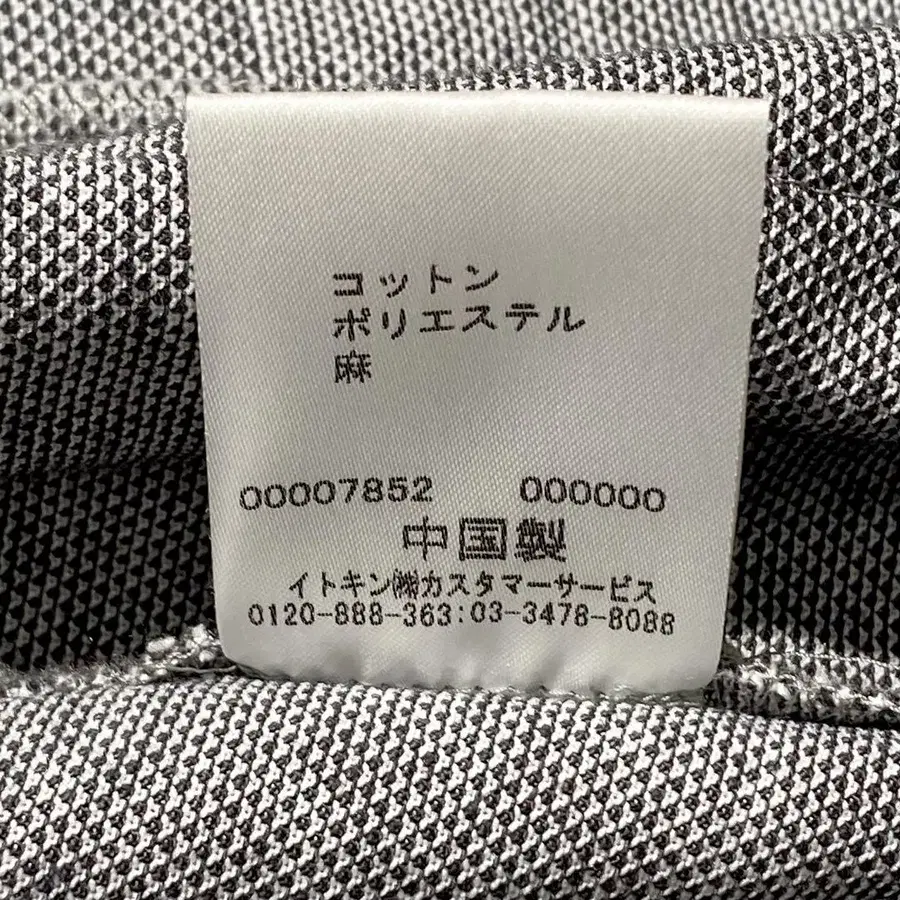 コットン
ポリエステル
麻
00007852 000000
中国製
イトキン㈱カスタマーサービス
0120-888-363:03-3478-8088